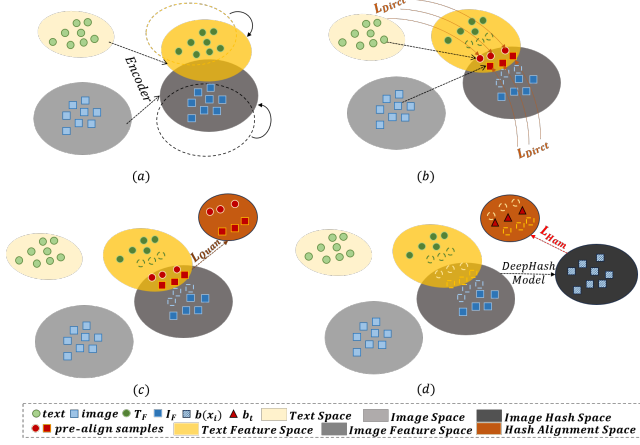 L_Dirct
Encoder
L_Dirct
(a)
(b)
L_Quan
L_Ham
DeepHash
Model
(c)
(d)
text image T_F I_F b(x_i) b_i Text Space Image Space Image Hash Space
pre-align samples Text Feature Space Image Feature Space Hash Alignment Space